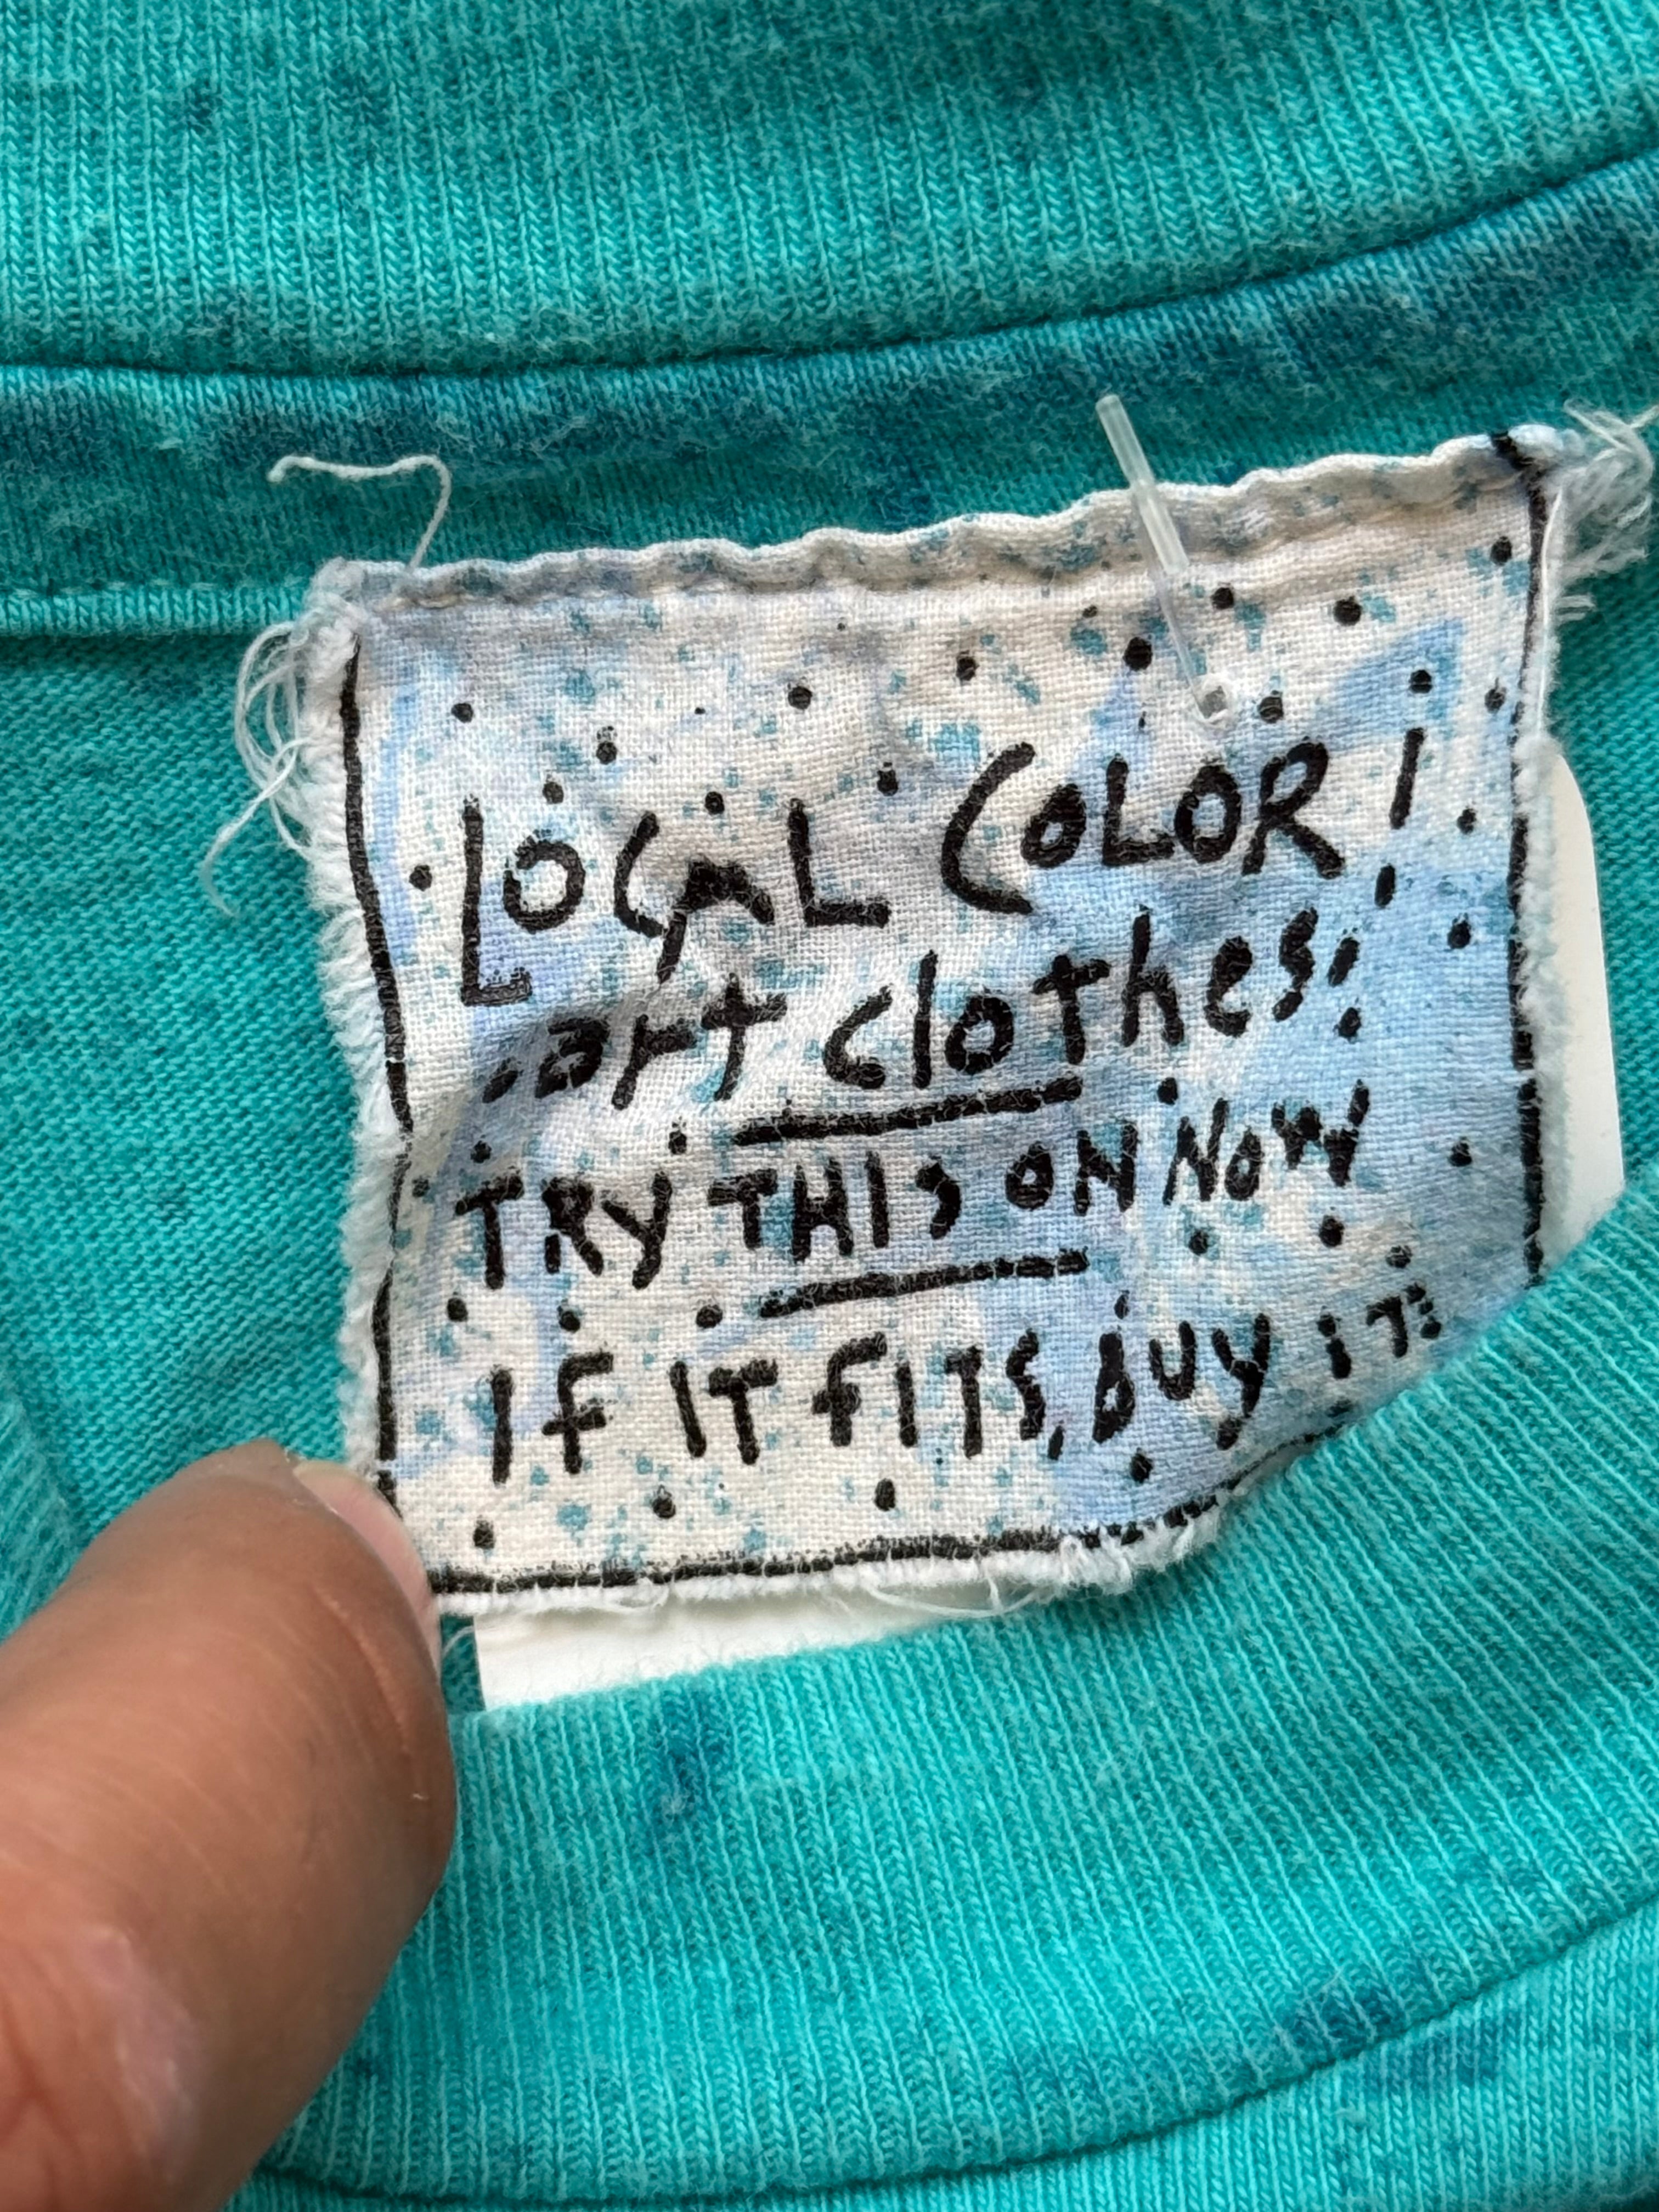 LOCAL COLOR!
art clothes!
TRY THIS ON NOW
IF IT FITS, BUY IT!